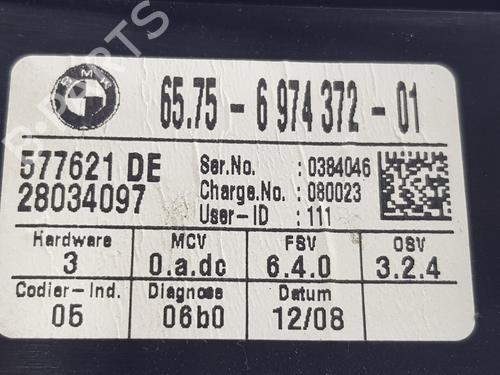 BMW
65.75 - 6 974 372 - 01
577621 DE
28034097
Ser.No. : 0384046
Charge.No. : 080023
User-ID : 111
Hardware MCV FSV OSV
3 0.a.dc 6.4.0 3.2.4
Codier-Ind. Diagnose Datum
05 06b0 12/08
B-PARTS